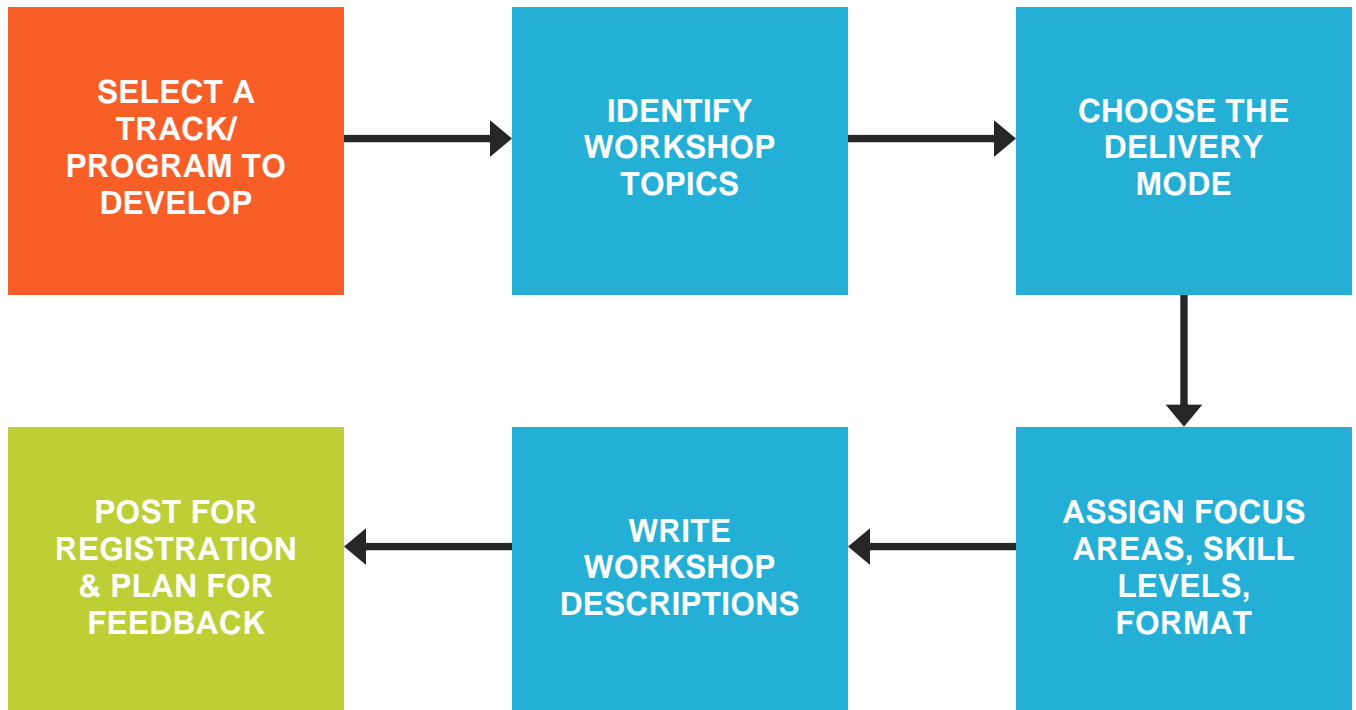 SELECT A
TRACK/
PROGRAM TO
DEVELOP
IDENTIFY
WORKSHOP
TOPICS
CHOOSE THE
DELIVERY
MODE
ASSIGN FOCUS
AREAS, SKILL
LEVELS,
FORMAT
WRITE
WORKSHOP
DESCRIPTIONS
POST FOR
REGISTRATION
& PLAN FOR
FEEDBACK